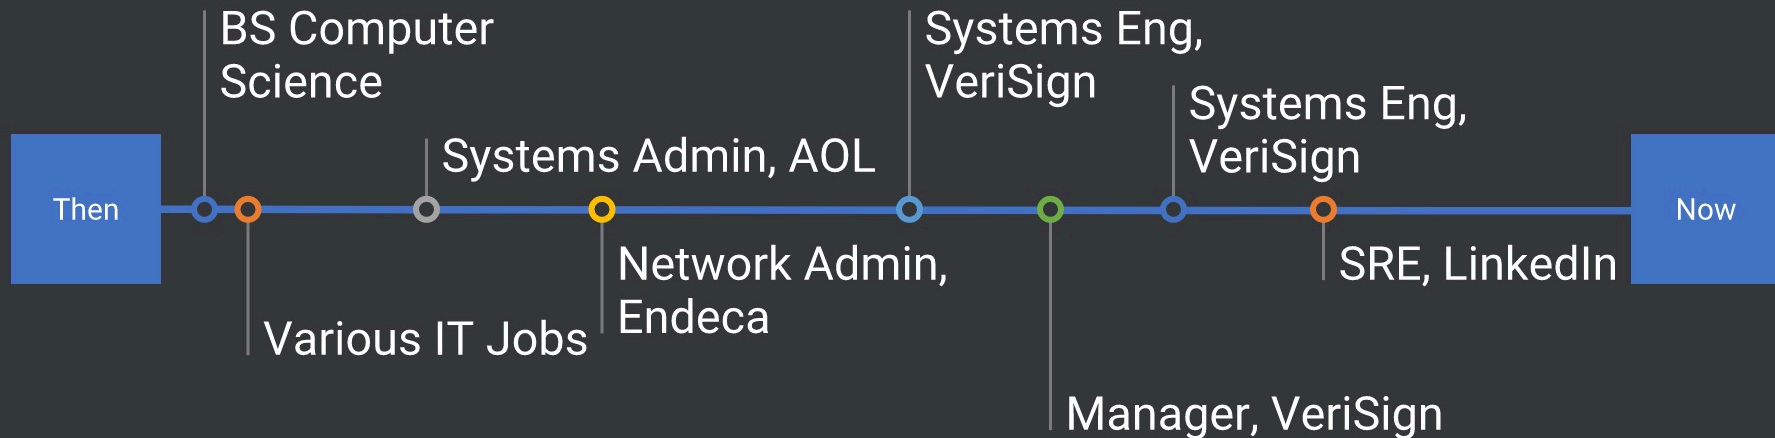 Then
BS Computer
Science
Various IT Jobs
Systems Admin, AOL
Network Admin,
Endeca
Systems Eng,
VeriSign
Manager, VeriSign
Systems Eng,
VeriSign
SRE, LinkedIn
Now